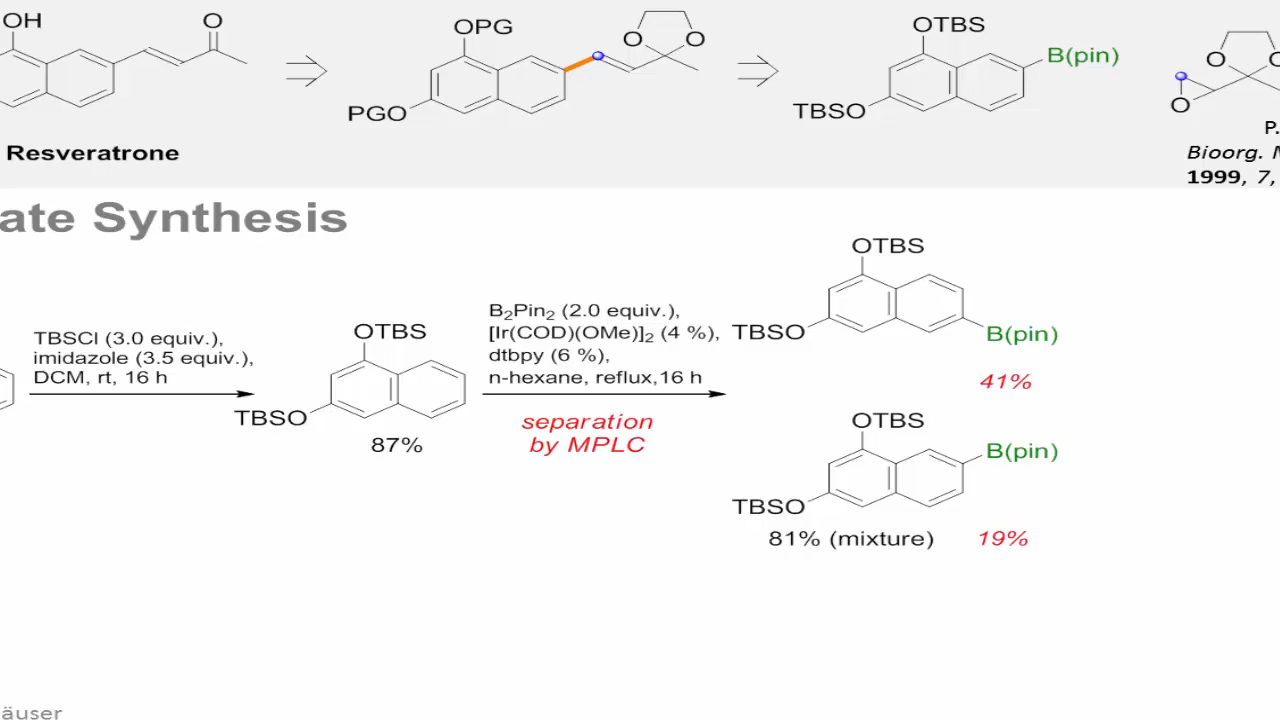 OH
O
OPG
PGO
O
O
OTBS
TBSO
B(pin)
O
O
O
Resveratrone
P.
Bioorg.
1999, 7,
ate Synthesis
TBSCl (3.0 equiv.),
imidazole (3.5 equiv.),
DCM, rt, 16 h
OTBS
TBSO
87%
B2Pin2 (2.0 equiv.),
[Ir(COD)(OMe)]2 (4 %),
dtbpy (6 %),
n-hexane, reflux,16 h
separation
by MPLC
OTBS
TBSO
B(pin)
41%
OTBS
B(pin)
TBSO
81% (mixture)
19%
äuser